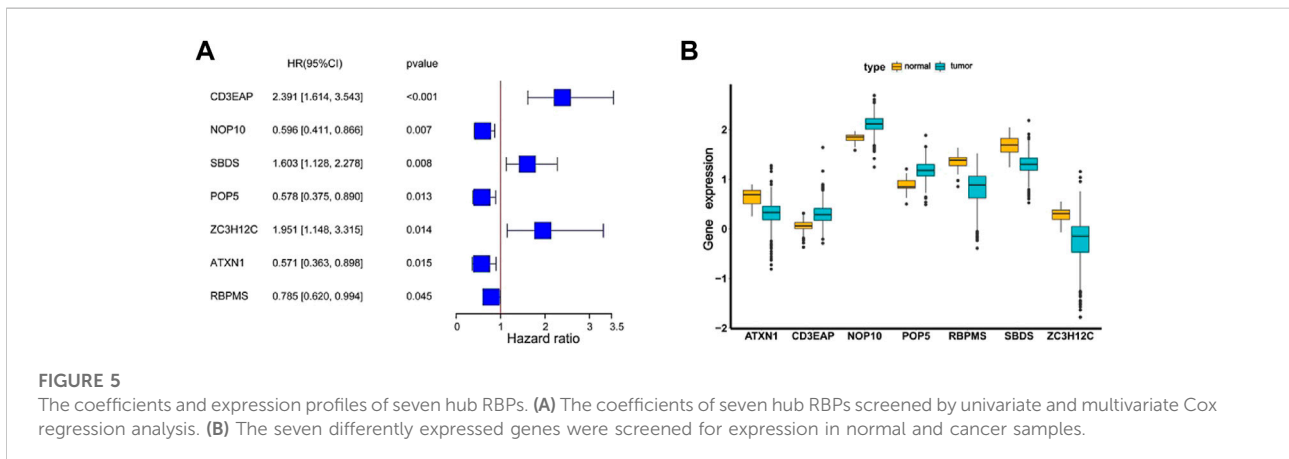 A
HR(95%CI) pvalue
CD3EAP 2.391 [1.614, 3.543] <0.001
NOP10 0.596 [0.411, 0.866] 0.007
SBDS 1.603 [1.128, 2.278] 0.008
POP5 0.578 [0.375, 0.890] 0.013
ZC3H12C 1.951 [1.148, 3.315] 0.014
ATXN1 0.571 [0.363, 0.898] 0.015
RBPMS 0.785 [0.620, 0.994] 0.045
0 1 2 3 3.5
Hazard ratio
B
type normal tumor
Gene expression
2
1
0
−1
−2
ATXN1 CD3EAP NOP10 POP5 RBPMS SBDS ZC3H12C
FIGURE 5
The coefficients and expression profiles of seven hub RBPs. (A) The coefficients of seven hub RBPs screened by univariate and multivariate Cox
regression analysis. (B) The seven differently expressed genes were screened for expression in normal and cancer samples.